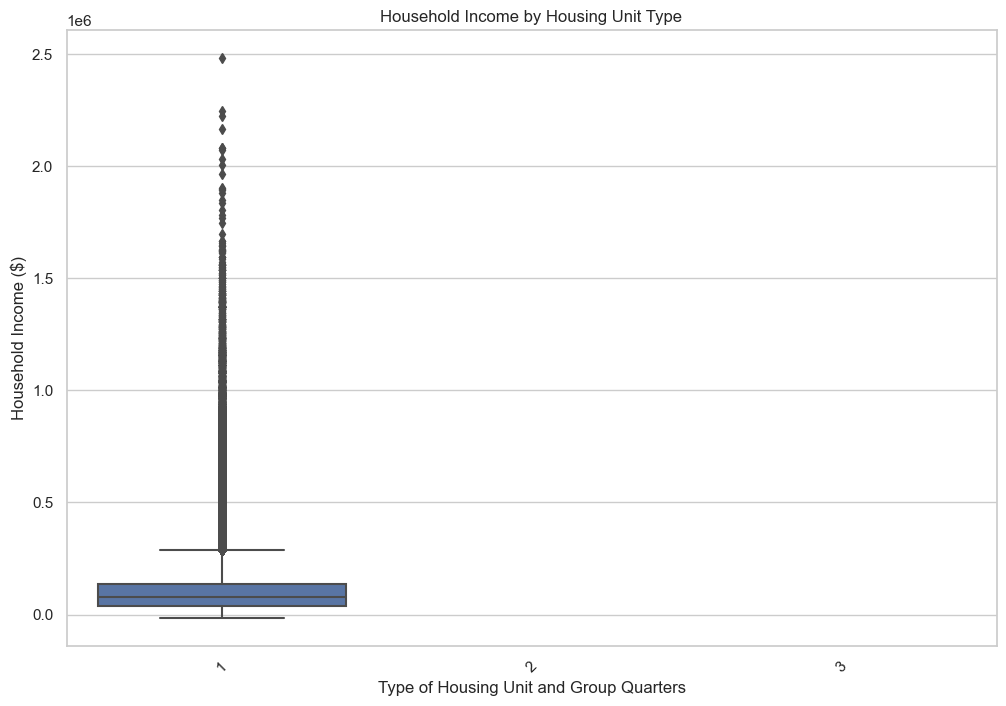 Household Income by Housing Unit Type
1e6
2.5
2.0
1.5
1.0
0.5
0.0
Household Income ($)
1
2
3
Type of Housing Unit and Group Quarters